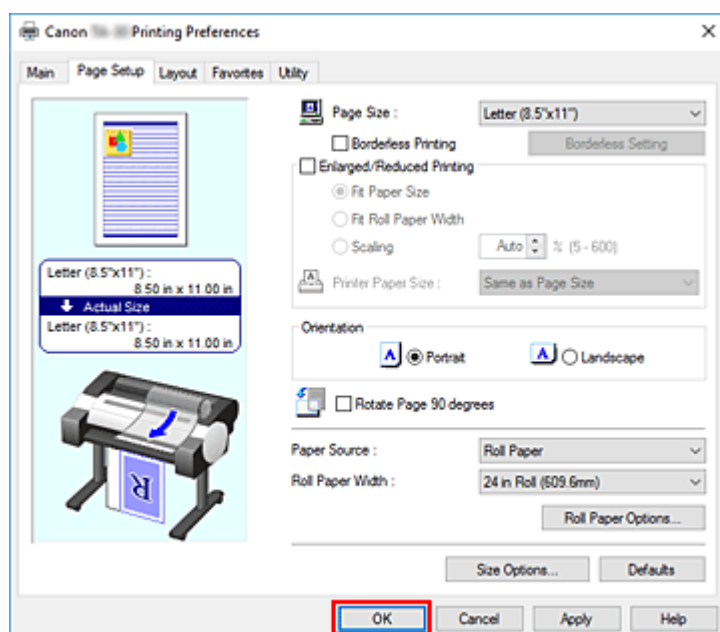 Canon Printing Preferences
Main Page Setup Layout Favorites Utility
Page Size : Letter (8.5"x11")
Borderless Printing Borderless Setting
Enlarged/Reduced Printing
Fit Paper Size
Fit Roll Paper Width
Scaling Auto % (5 - 600)
Printer Paper Size : Same as Page Size
Letter (8.5"x11") :
8.50 in x 11.00 in
Actual Size
Letter (8.5"x11") :
8.50 in x 11.00 in
Orientation
A Portrait A Landscape
Rotate Page 90 degrees
Paper Source : Roll Paper
Roll Paper Width : 24 in Roll (609.6mm)
Roll Paper Options...
R
Size Options... Defaults
OK Cancel Apply Help